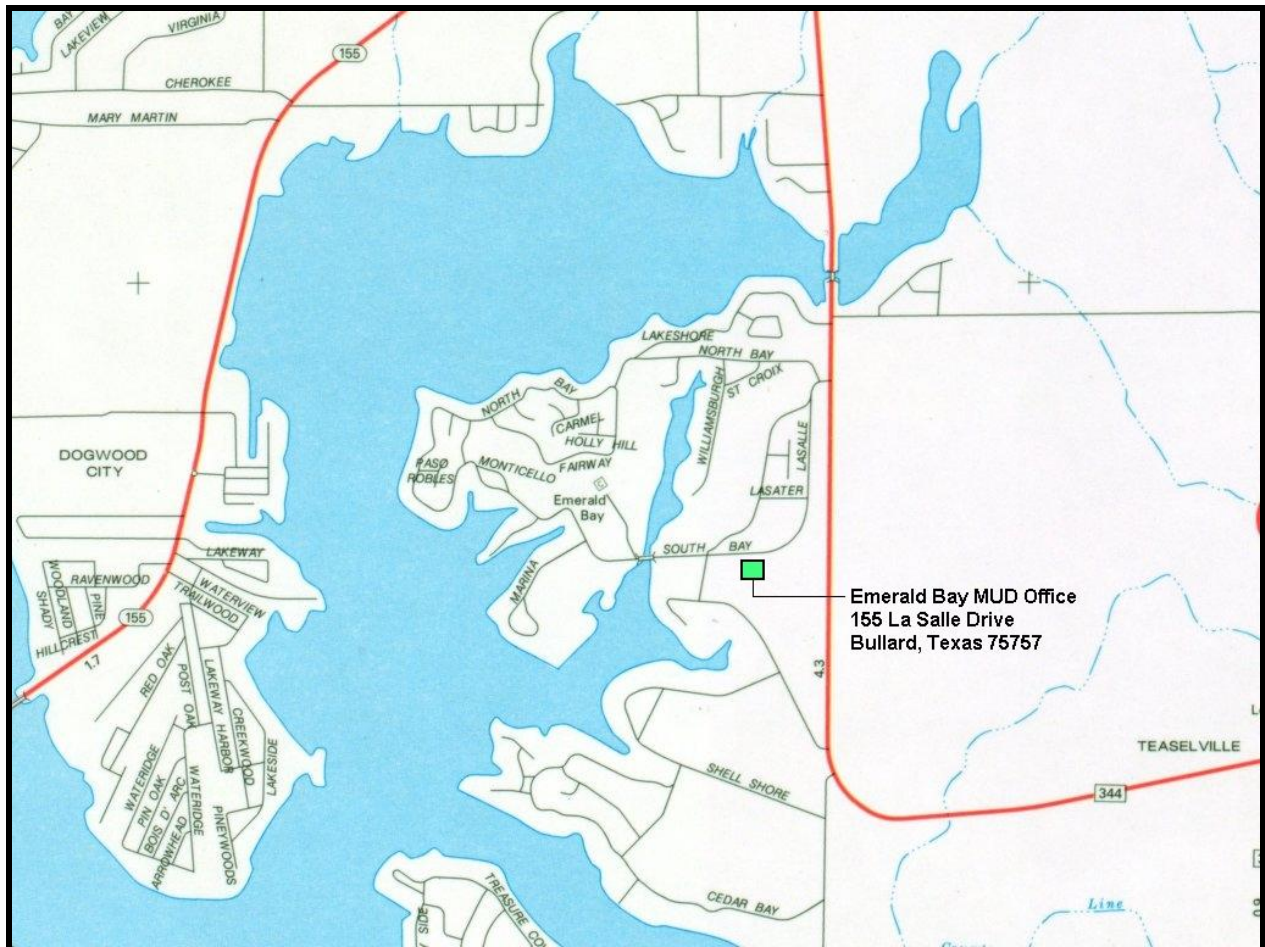 BAY
LAKEVIEW
VIRGINIA
155
CHEROKEE
MARY MARTIN
LAKESHORE
NORTH BAY
ST CROIX
WILLIAMSBURGH
NORTH BAY
CARMEL
HOLLY HILL
LASALLE
DOGWOOD
CITY
PASO
ROBLES
MONTICELLO
FAIRWAY
LASATER
Emerald
Bay
SOUTH BAY
LAKEWAY
MARINA
WOODLAND
SHADY
RAVENWOOD
PINE
WATERVIEW
TRAILWOOD
Emerald Bay MUD Office
155 La Salle Drive
Bullard, Texas 75757
155
HILLCREST
1.7
RED OAK
POST OAK
LAKEWAY HARBOR
CREEKWOOD
LAKESIDE
4.3
TEASELVILLE
SHELL SHORE
344
WATERIDGE
PIN OAK
BOIS D' ARC
ARROWHEAD
WATERIDGE
PINEYWOODS
CEDAR BAY
SIDE
TREASURE CO
Line